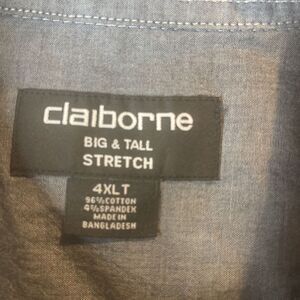 claiborne
BIG & TALL
STRETCH
4XLT
96% COTTON
4% SPANDEX
MADE IN
BANGLADESH